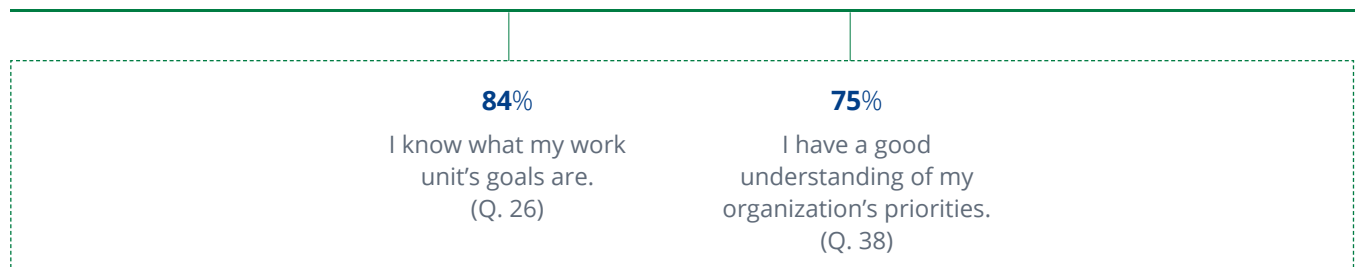 84%
I know what my work
unit’s goals are.
(Q. 26)
75%
I have a good
understanding of my
organization’s priorities.
(Q. 38)